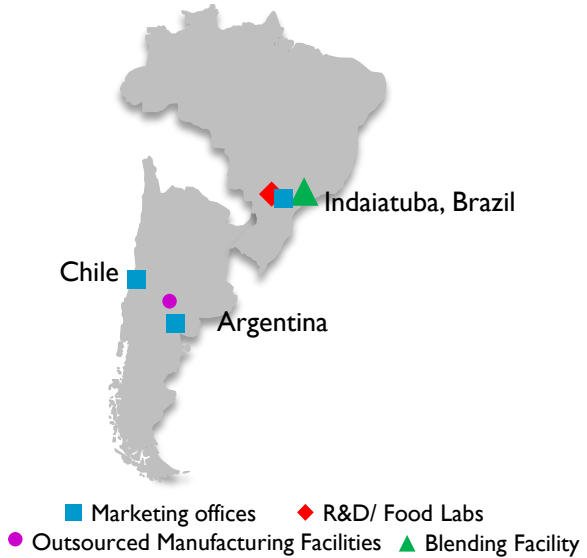 Indaiatuba, Brazil
Chile
Argentina
Marketing offices
R&D/ Food Labs
Outsourced Manufacturing Facilities
Blending Facility